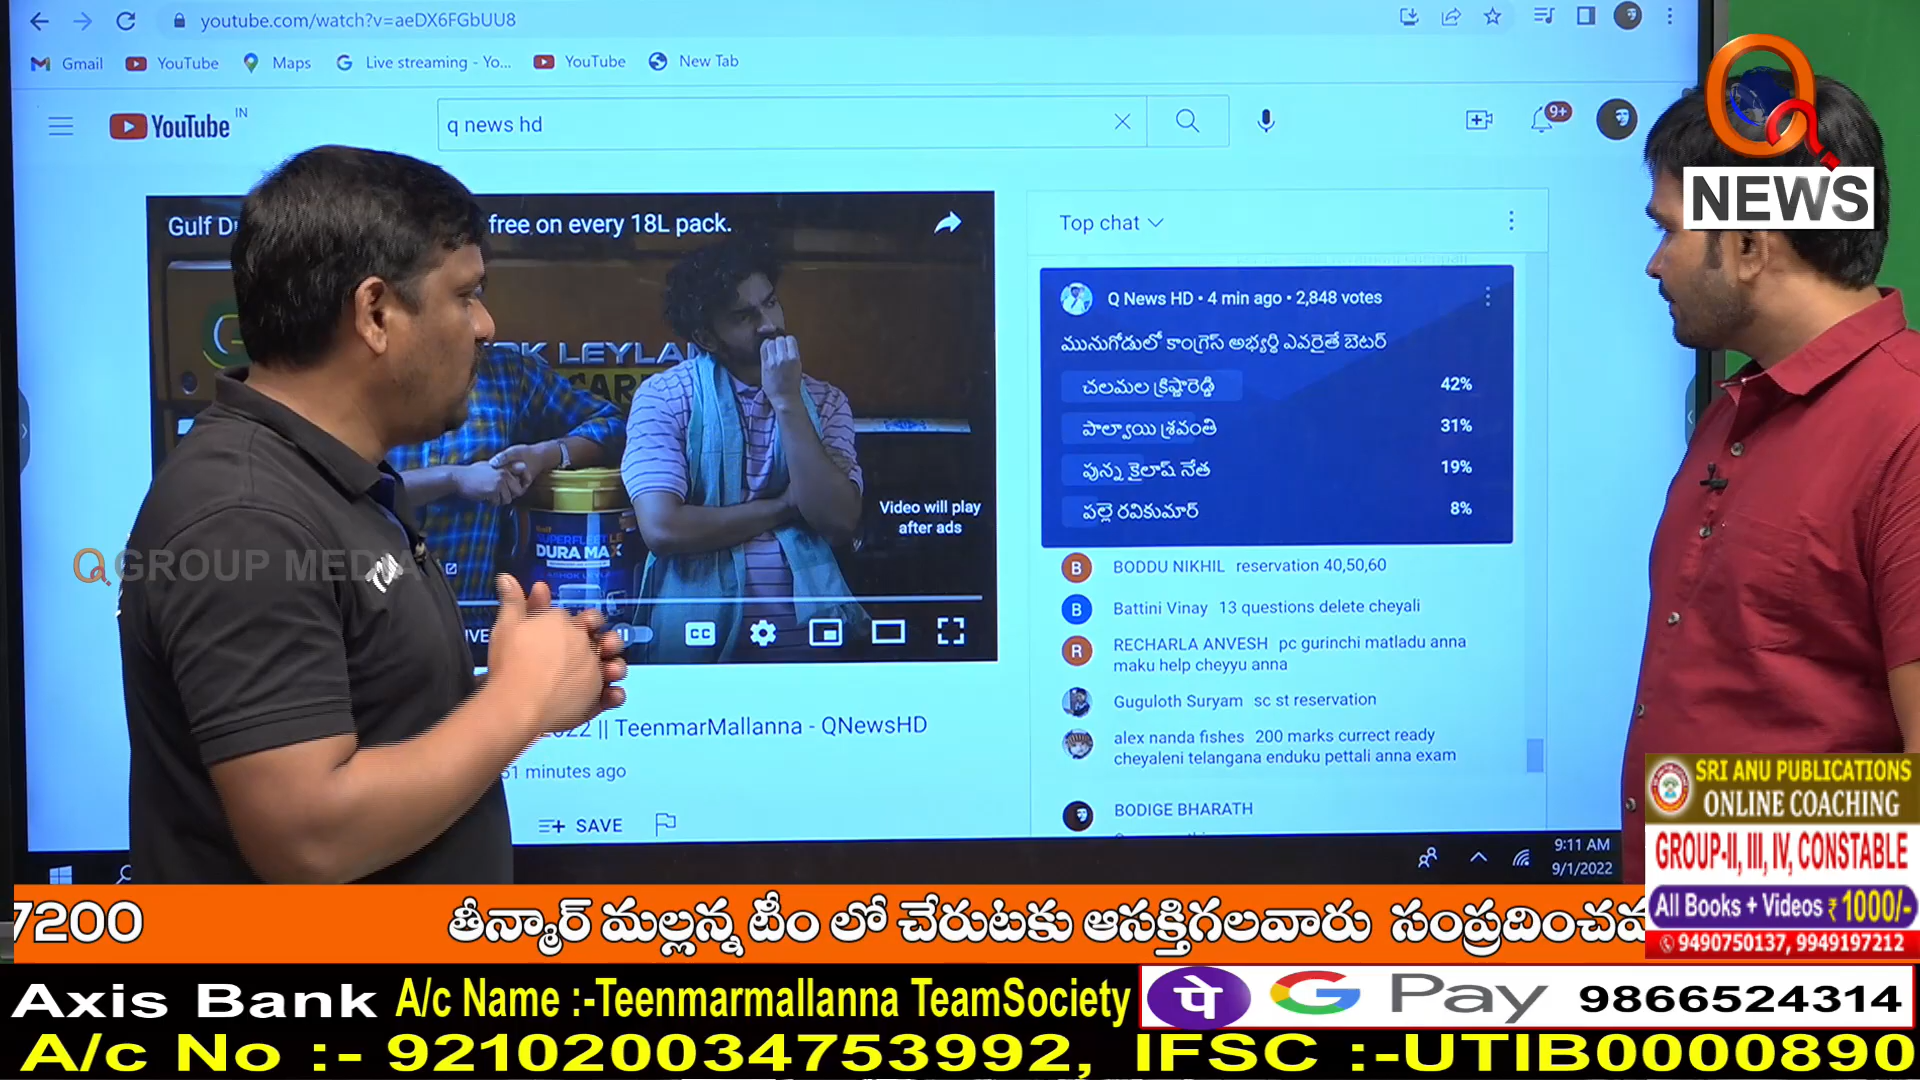 youtube.com/watch?v=aeDX6FGbUU8
Gmail YouTube Maps Live streaming - Yo... YouTube New Tab
YouTube IN
q news hd
9+
Q
NEWS
free on every 18L pack.
Top chat
Q News HD • 4 min ago • 2,848 votes
మునుగోడులో కాంగ్రెస్ అభ్యర్థి ఎవరైతే బెటర్
చలమల క్రిష్ణారెడ్డి 42%
పాల్వాయి శ్రవంతి 31%
పున్న కైలాష్ నేత 19%
పల్లె రవికుమార్ 8%
Video will play
after ads
DURA MAX
Q GROUP MEDIA
CC
BODDU NIKHIL reservation 40,50,60
Battini Vinay 13 questions delete cheyali
RECHARLA ANVESH pc gurinchi matladu anna
maku help cheyyu anna
Guguloth Suryam sc st reservation
alex nanda fishes 200 marks currect ready
cheyaleni telangana enduku pettali anna exam
BODIGE BHARATH
2022 || TeenmarMallanna - QNewsHD
51 minutes ago
SAVE
9:11 AM
9/1/2022
SRI ANU PUBLICATIONS
ONLINE COACHING
GROUP-II, III, IV, CONSTABLE
All Books + Videos ₹ 1000/-
9490750137, 9949197212
7200 తీన్మార్ మల్లన్న టీం లో చేరుటకు ఆసక్తిగలవారు
Axis Bank A/c Name :-Teenmarmallanna TeamSociety
పే G Pay 9866524314
A/c No :- 921020034753992, IFSC :-UTIB0000890